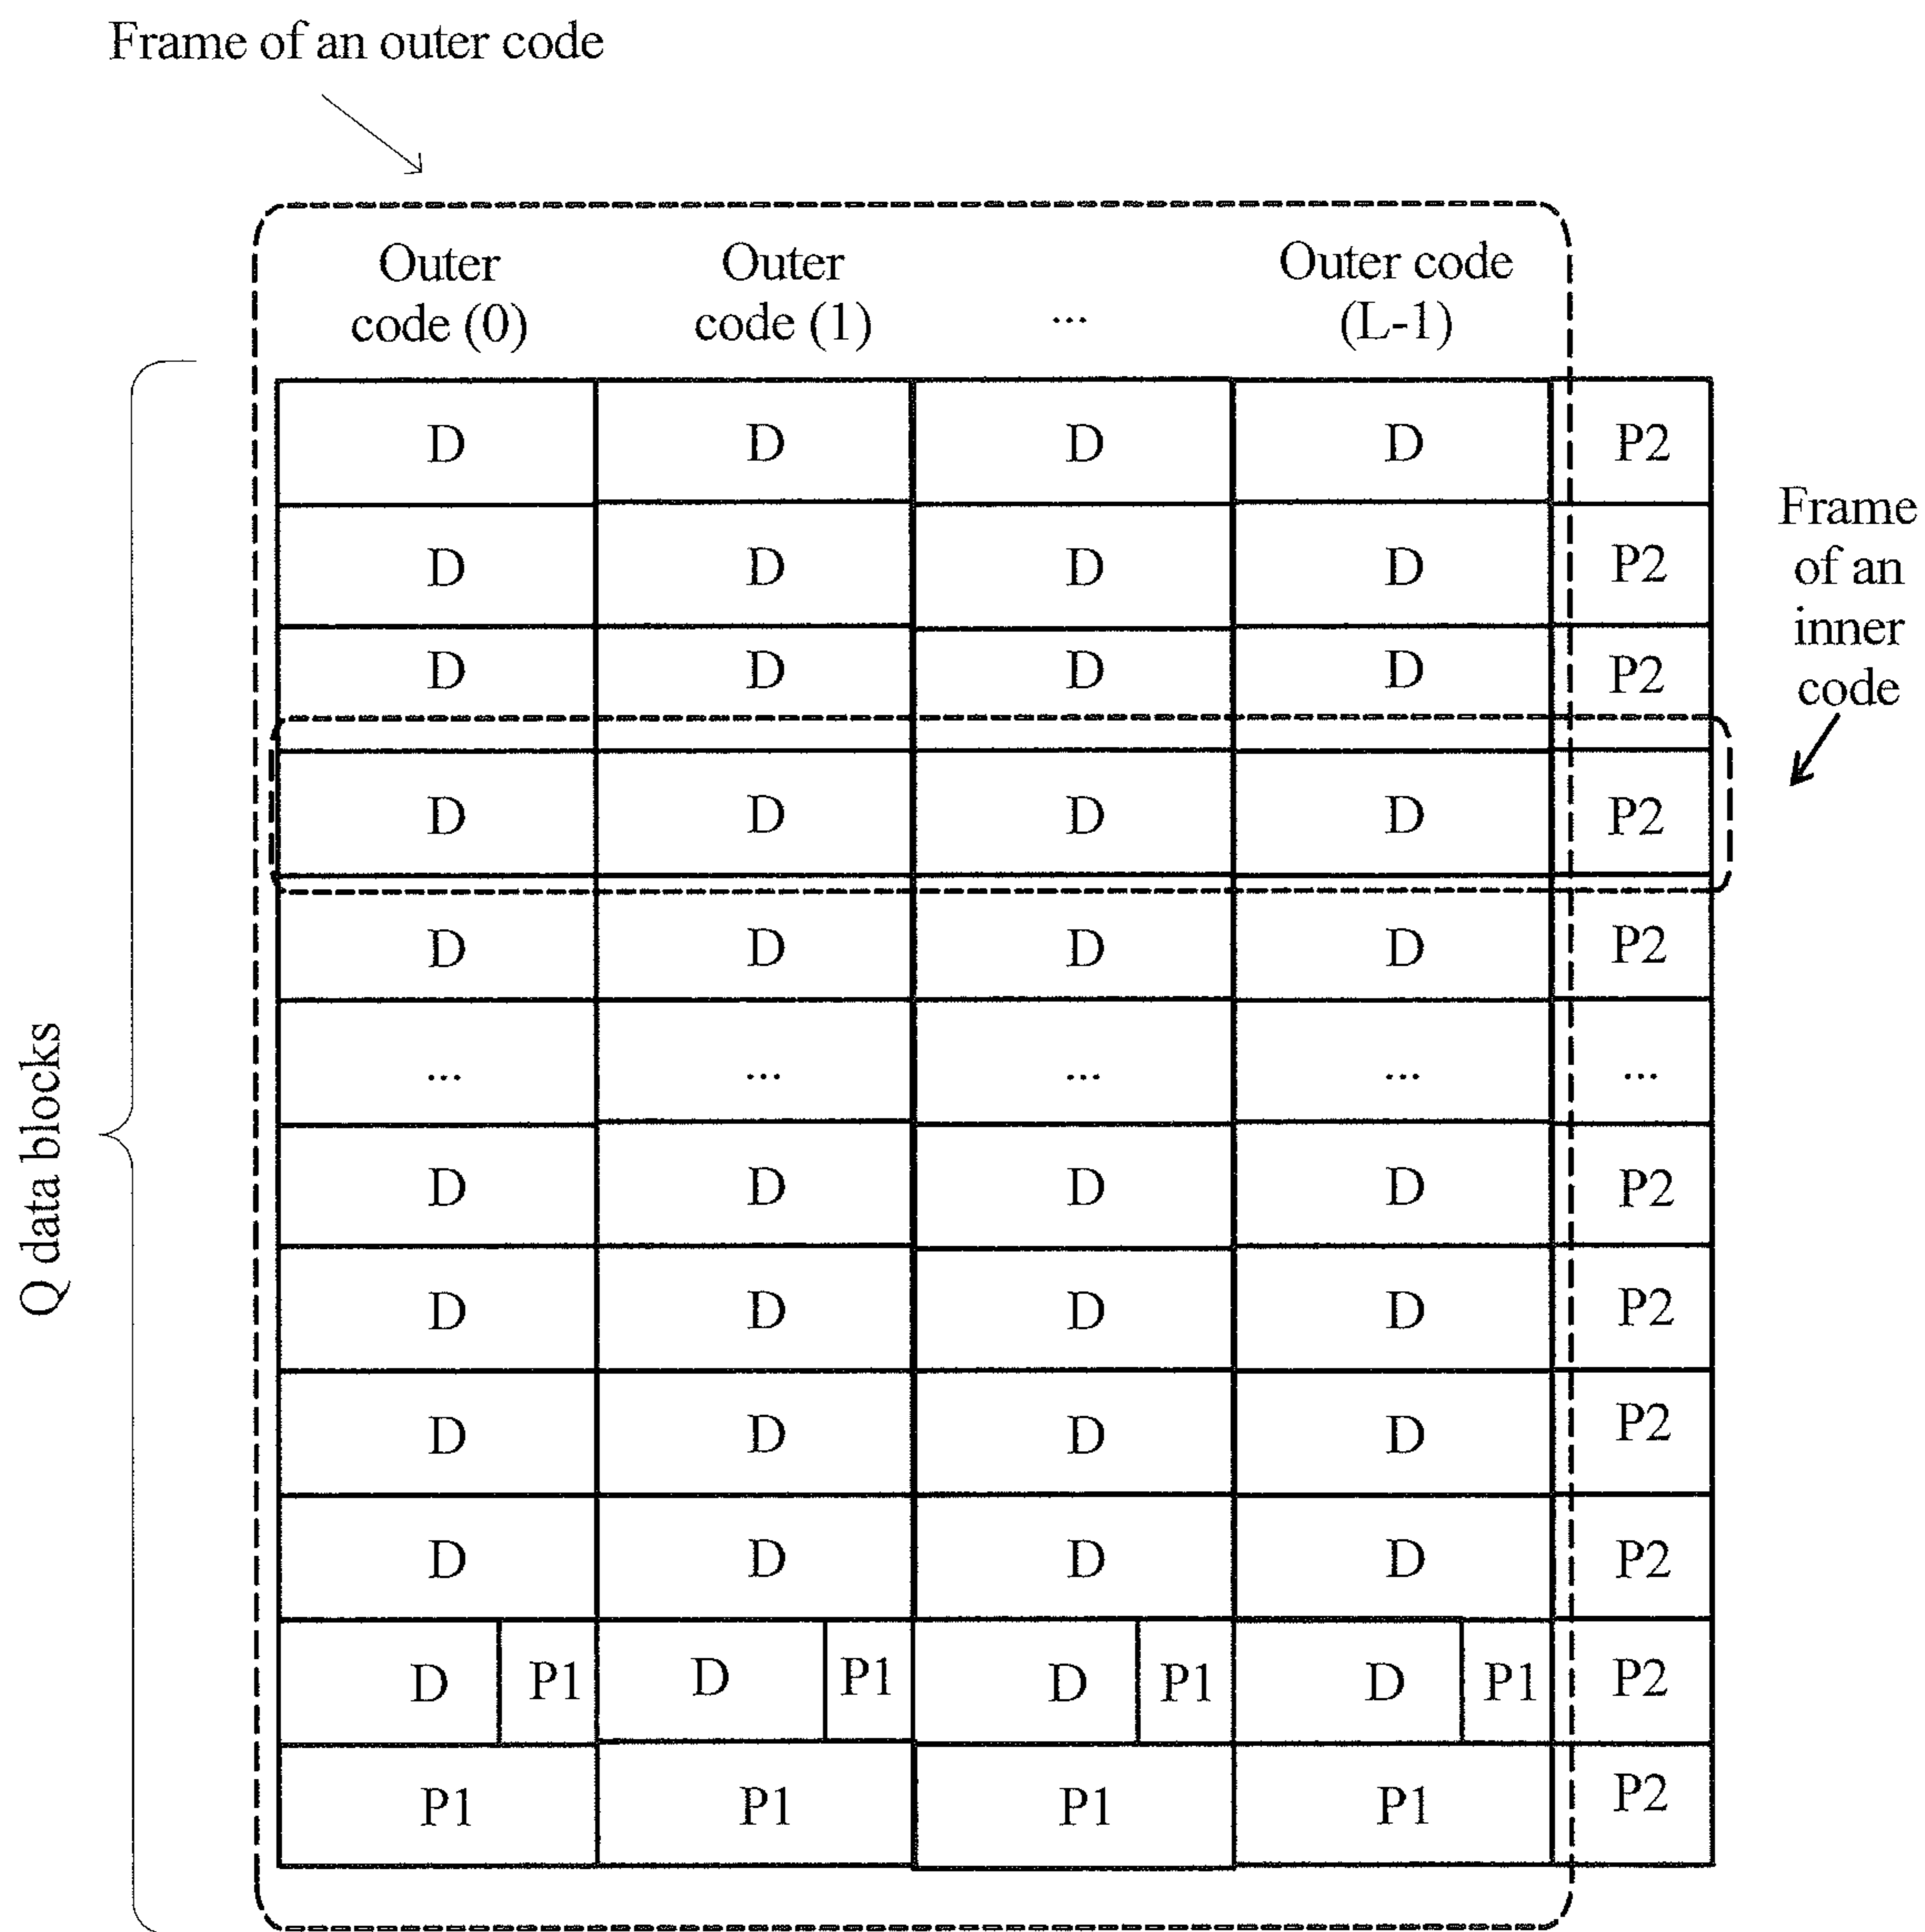 Frame of an outer code
Outer code (0) Outer code (1) ... Outer code (L-1)
D D D D P2
D D D D P2
D D D D P2
D D D D P2
D D D D P2
... ... ... ... ...
D D D D P2
D D D D P2
D D D D P2
D D D D P2
D P1 D P1 D P1 D P1 P2
P1 P1 P1 P1 P2
Frame
of an
inner
code
Q data blocks